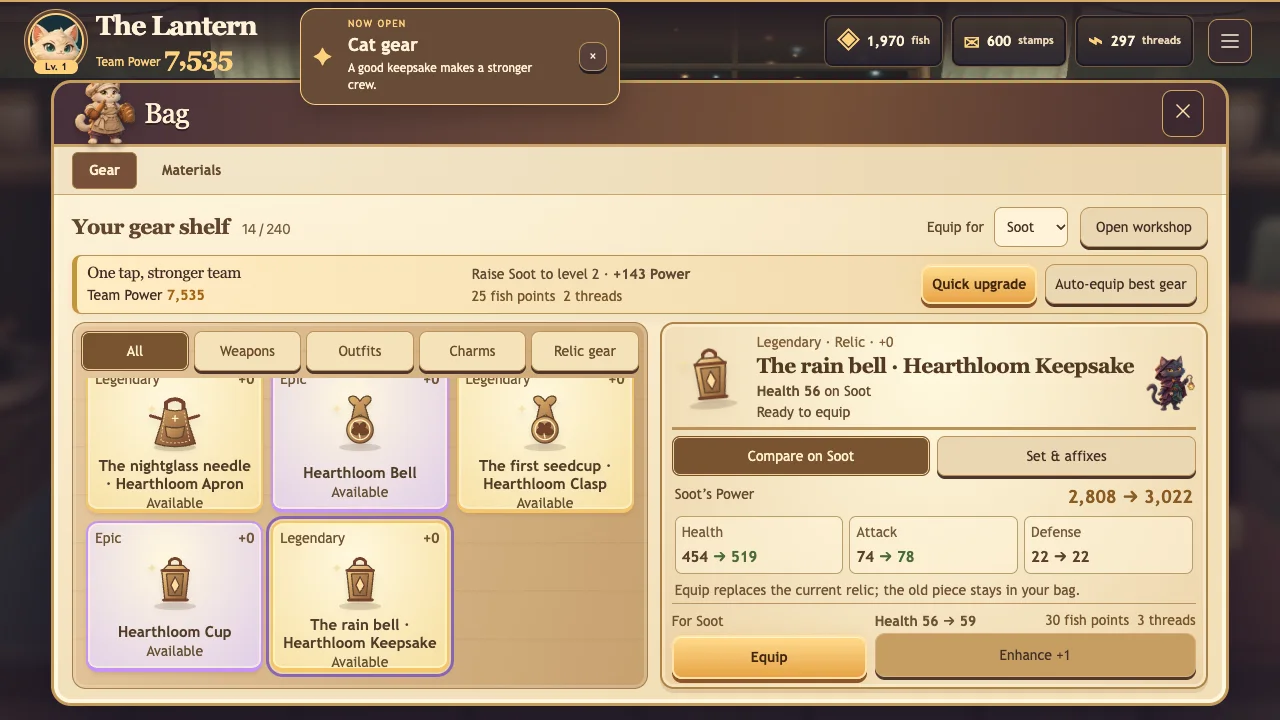 The Lantern
Lv. 1
Team Power 7,535
NOW OPEN
Cat gear
A good keepsake makes a stronger
crew.
×
1,970 fish
600 stamps
297 threads
Bag
Gear
Materials
Your gear shelf 14 / 240
Equip for
Soot
Open workshop
One tap, stronger team
Team Power 7,535
Raise Soot to level 2 · +143 Power
25 fish points 2 threads
Quick upgrade
Auto-equip best gear
All
Weapons
Outfits
Charms
Relic gear
Legendary +0
The nightglass needle
· Hearthloom Apron
Available
Epic +0
Hearthloom Bell
Available
Legendary +0
The first seedcup ·
Hearthloom Clasp
Available
Epic +0
Hearthloom Cup
Available
Legendary +0
The rain bell ·
Hearthloom Keepsake
Available
Legendary · Relic · +0
The rain bell · Hearthloom Keepsake
Health 56 on Soot
Ready to equip
Compare on Soot
Set & affixes
Soot's Power
2,808 → 3,022
Health
454 → 519
Attack
74 → 78
Defense
22 → 22
Equip replaces the current relic; the old piece stays in your bag.
For Soot
Equip
Health 56 → 59
30 fish points 3 threads
Enhance +1